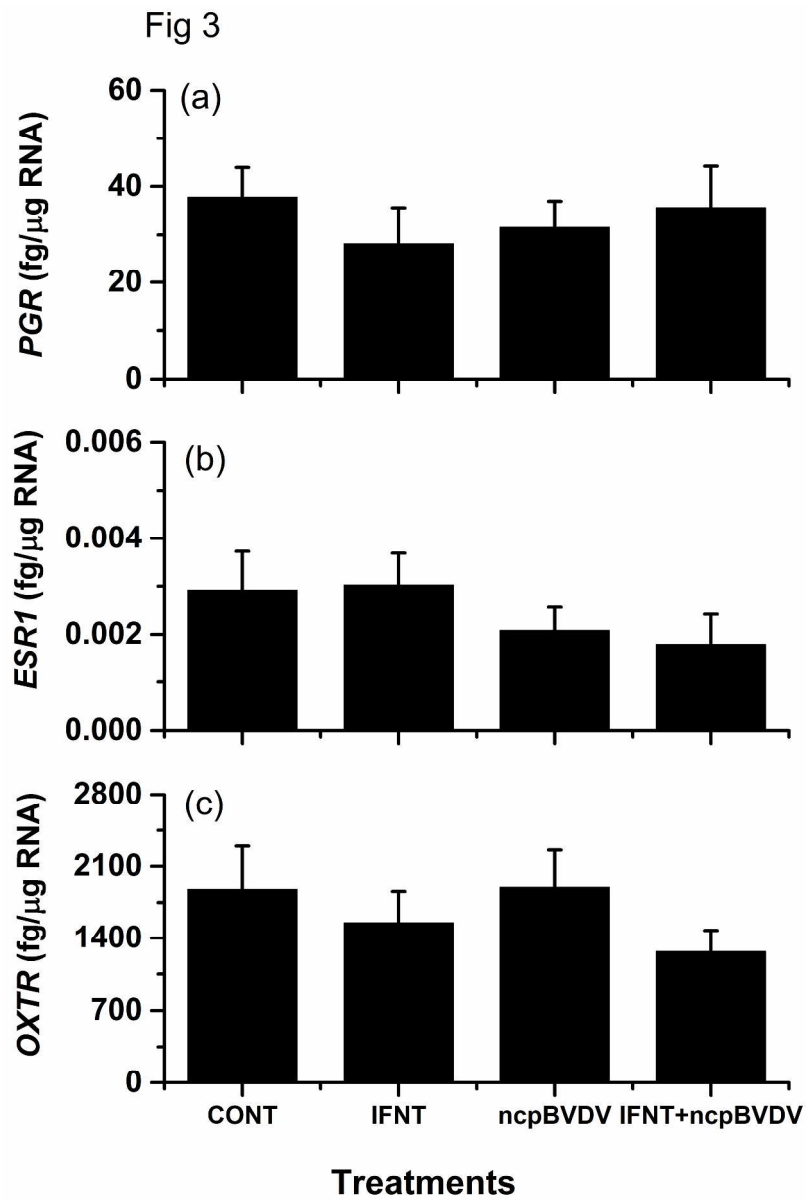 Fig 3
(a)
PGR (fg/μg RNA)
60
40
20
0
(b)
ESR1 (fg/μg RNA)
0.006
0.004
0.002
0.000
(c)
OXTR (fg/μg RNA)
2800
2100
1400
700
0
CONT IFNT ncpBVDV IFNT+ncpBVDV
Treatments